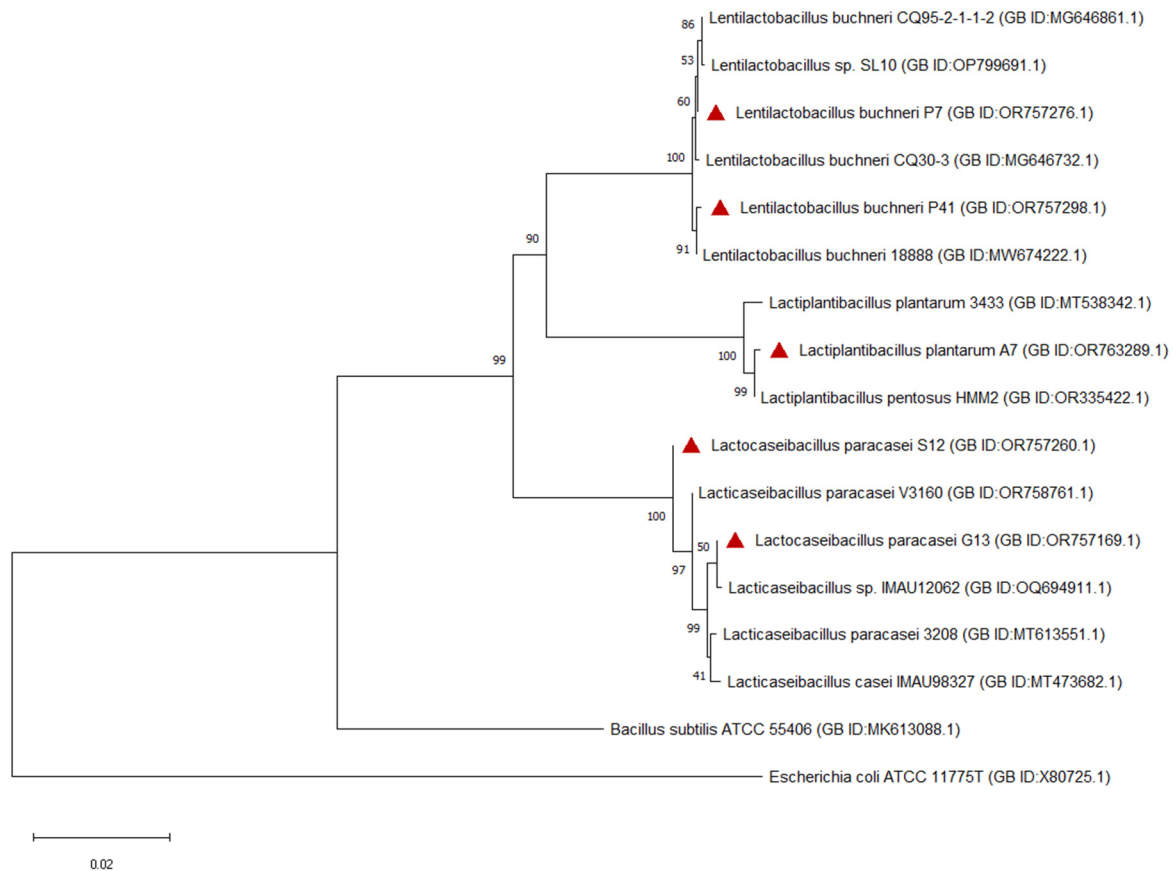 86
Lentilactobacillus buchneri CQ95-2-1-1-2 (GB ID:MG646861.1)
53
Lentilactobacillus sp. SL10 (GB ID:OP799691.1)
60
Lentilactobacillus buchneri P7 (GB ID:OR757276.1)
100
Lentilactobacillus buchneri CQ30-3 (GB ID:MG646732.1)
Lentilactobacillus buchneri P41 (GB ID:OR757298.1)
90
91
Lentilactobacillus buchneri 18888 (GB ID:MW674222.1)
Lactiplantibacillus plantarum 3433 (GB ID:MT538342.1)
99
100
Lactiplantibacillus plantarum A7 (GB ID:OR763289.1)
99
Lactiplantibacillus pentosus HMM2 (GB ID:OR335422.1)
Lactocaseibacillus paracasei S12 (GB ID:OR757260.1)
Lacticaseibacillus paracasei V3160 (GB ID:OR758761.1)
100
50
Lactocaseibacillus paracasei G13 (GB ID:OR757169.1)
97
Lacticaseibacillus sp. IMAU12062 (GB ID:OQ694911.1)
99
Lacticaseibacillus paracasei 3208 (GB ID:MT613551.1)
41
Lacticaseibacillus casei IMAU98327 (GB ID:MT473682.1)
Bacillus subtilis ATCC 55406 (GB ID:MK613088.1)
Escherichia coli ATCC 11775T (GB ID:X80725.1)
0.02